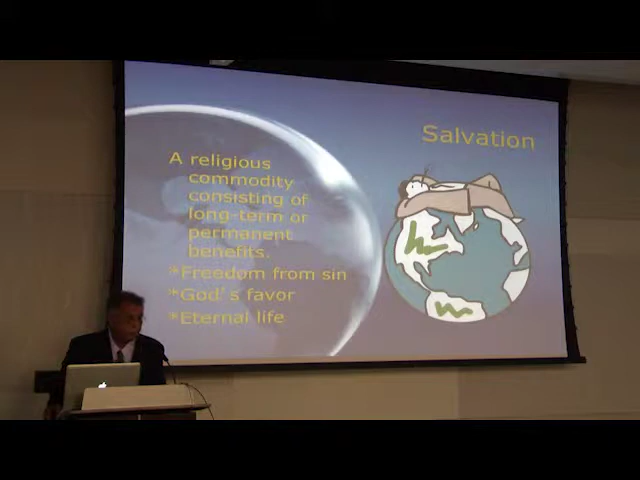 Salvation
A religious
commodity
consisting of
long-term or
permanent
benefits.
*Freedom from sin
*God's favor
*Eternal life